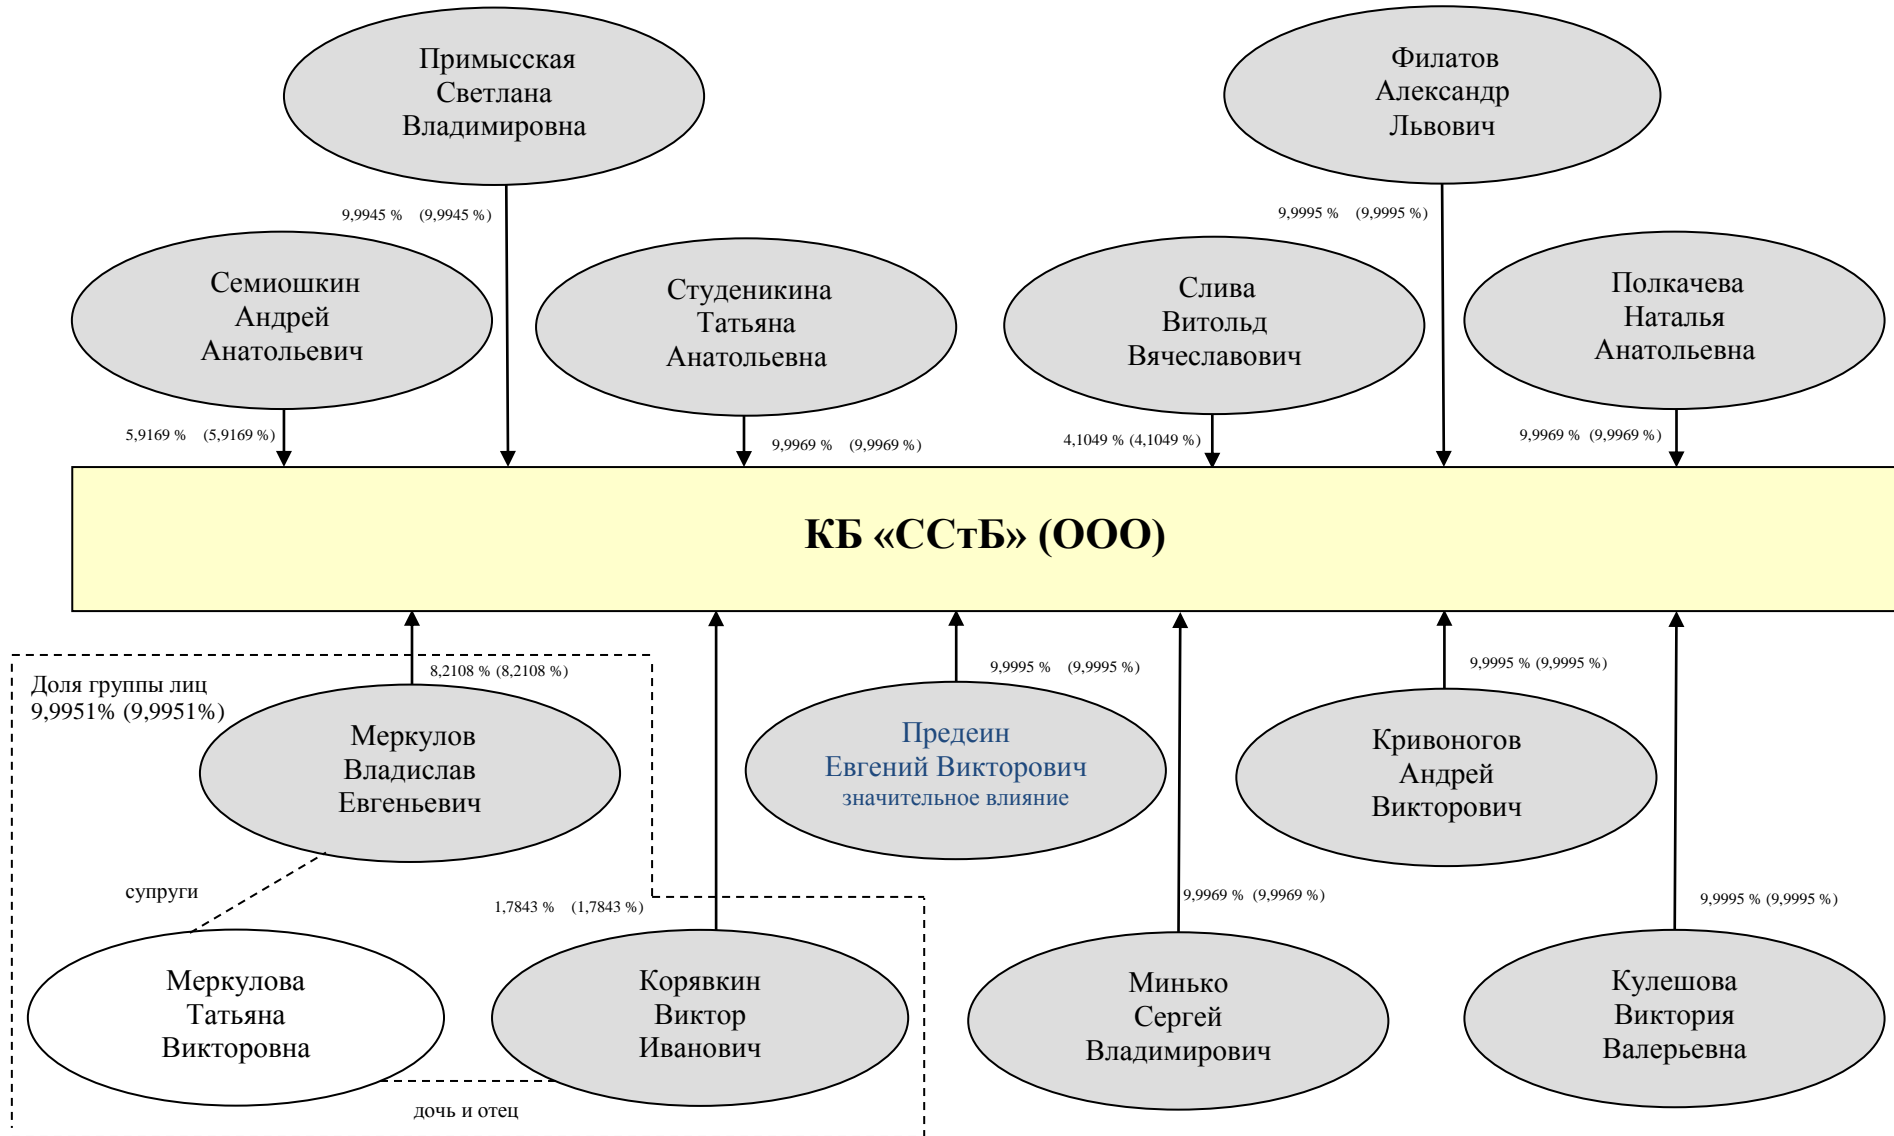 Примысская
Светлана
Владимировна
Филатов
Александр
Львович
9,9945 % (9,9945 %)
9,9995 % (9,9995 %)
Семиошкин
Андрей
Анатольевич
Студеникина
Татьяна
Анатольевна
Слива
Витольд
Вячеславович
Полкачева
Наталья
Анатольевна
5,9169 % (5,9169 %)
9,9969 % (9,9969 %)
4,1049 % (4,1049 %)
9,9969 % (9,9969 %)
КБ «ССтБ» (ООО)
8,2108 % (8,2108 %)
9,9995 % (9,9995 %)
9,9995 % (9,9995 %)
Доля группы лиц
9,9951% (9,9951%)
Меркулов
Владислав
Евгеньевич
Предеин
Евгений Викторович
значительное влияние
Кривоногов
Андрей
Викторович
супруги
1,7843 % (1,7843 %)
9,9969 % (9,9969 %)
9,9995 % (9,9995 %)
Меркулова
Татьяна
Викторовна
Корявкин
Виктор
Иванович
Минько
Сергей
Владимирович
Кулешова
Виктория
Валерьевна
дочь и отец